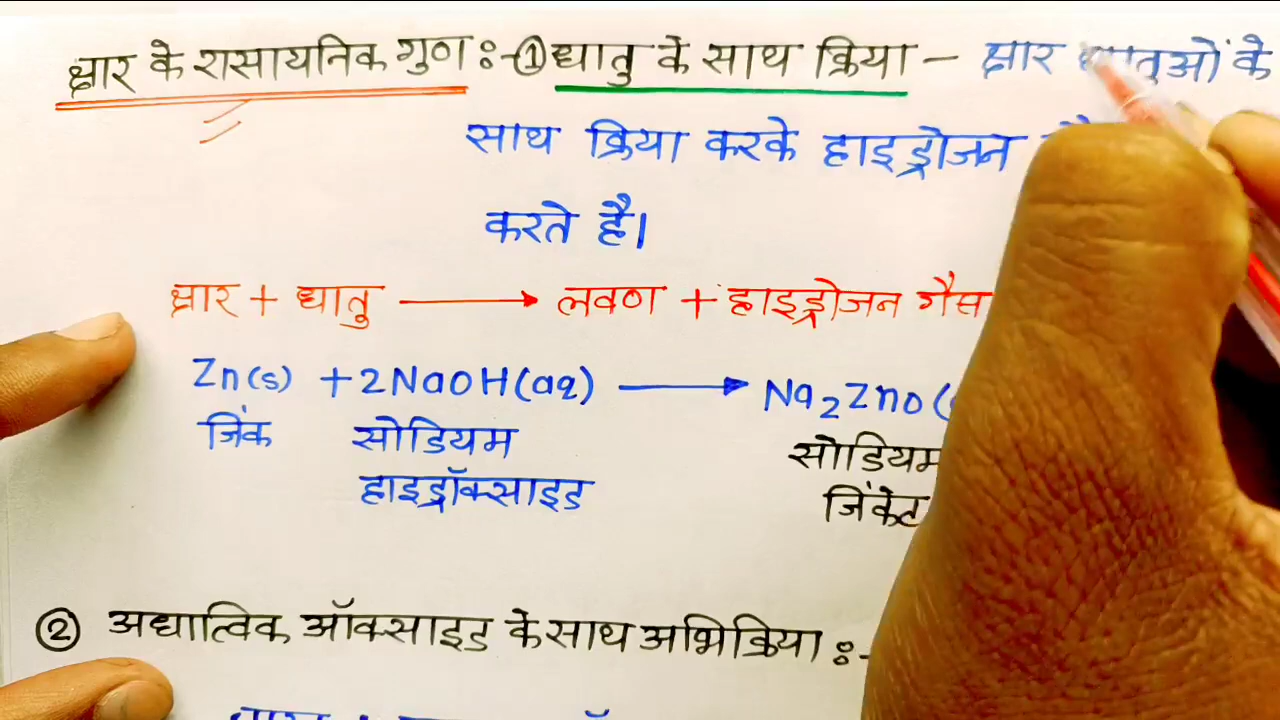 क्षार के रासायनिक गुण :- ① धातु के साथ क्रिया - क्षार धातुओं के
साथ क्रिया करके हाइड्रोजन
करते है।
क्षार + धातु ⟶ लवण + हाइड्रोजन गैस
Zn(s) + 2NaOH(aq) ⟶ Na₂ZnO(
जिंक सोडियम सोडियम
हाइड्रॉक्साइड जिंकेट
② अधात्विक ऑक्साइड के साथ अभिक्रिया :-